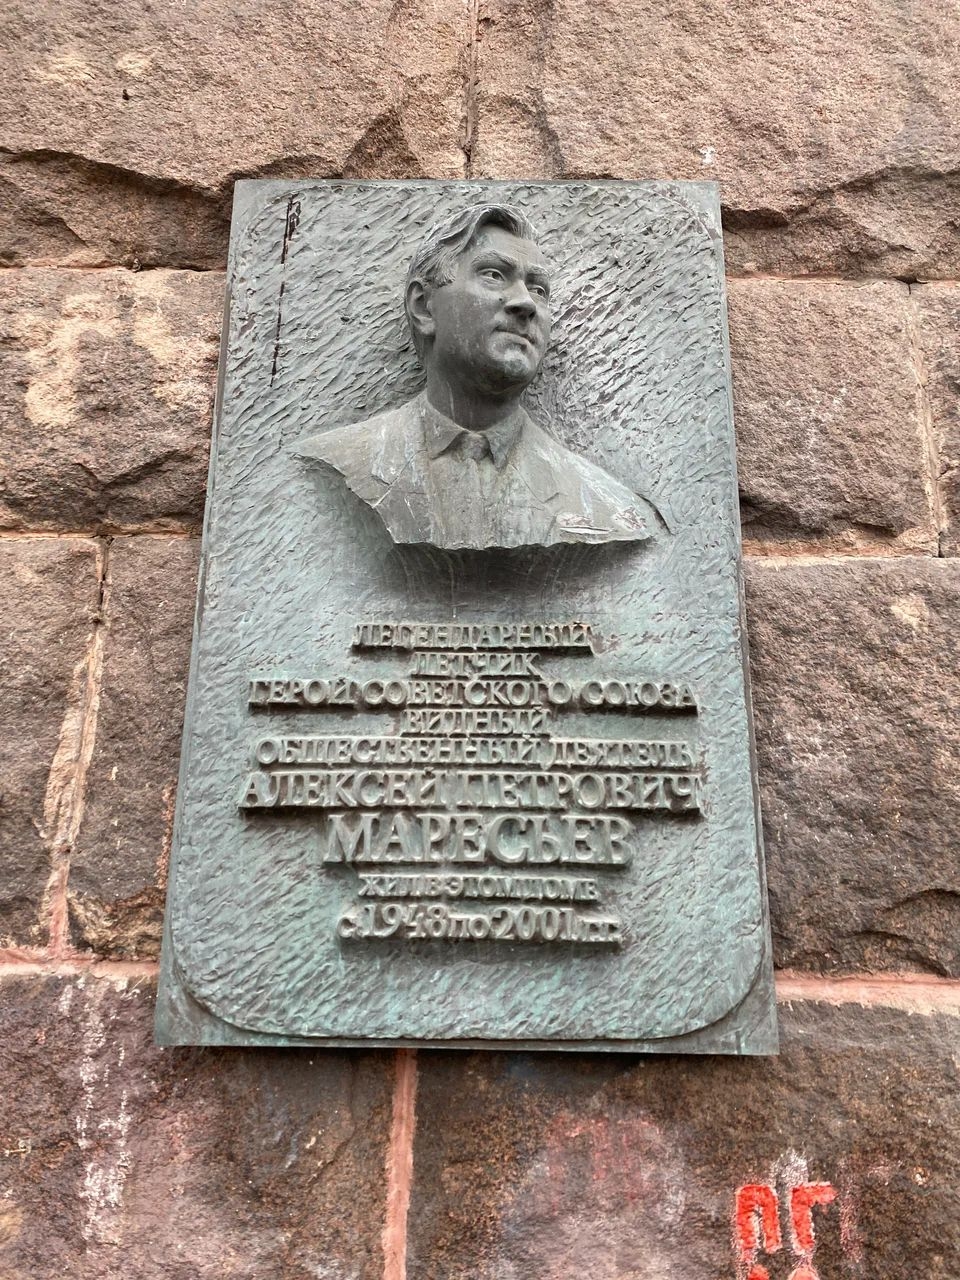 ЛЕГЕНДАРНЫЙ
ЛЕТЧИК
ГЕРОЙ СОВЕТСКОГО СОЮЗА
ВИДНЫЙ
ОБЩЕСТВЕННЫЙ ДЕЯТЕЛЬ
АЛЕКСЕЙ ПЕТРОВИЧ
МАРЕСЬЕВ
ЖИЛ В ЭТОМ ДОМЕ
с 1948 по 2001 г.г.